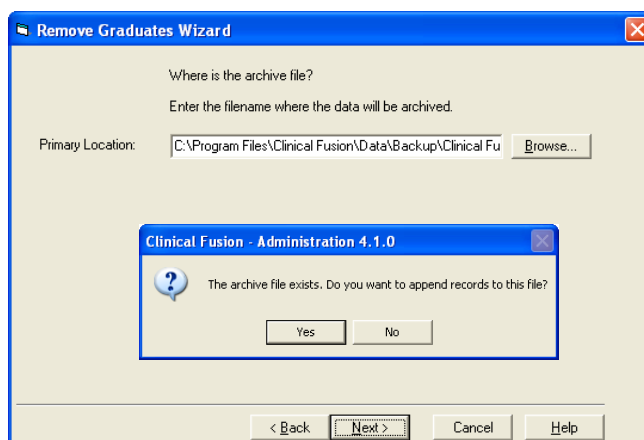 Remove Graduates Wizard
Where is the archive file?
Enter the filename where the data will be archived.
Primary Location: C:\Program Files\Clinical Fusion\Data\Backup\Clinical Fu Browse...
Clinical Fusion - Administration 4.1.0
The archive file exists. Do you want to append records to this file?
Yes No
< Back Next > Cancel Help